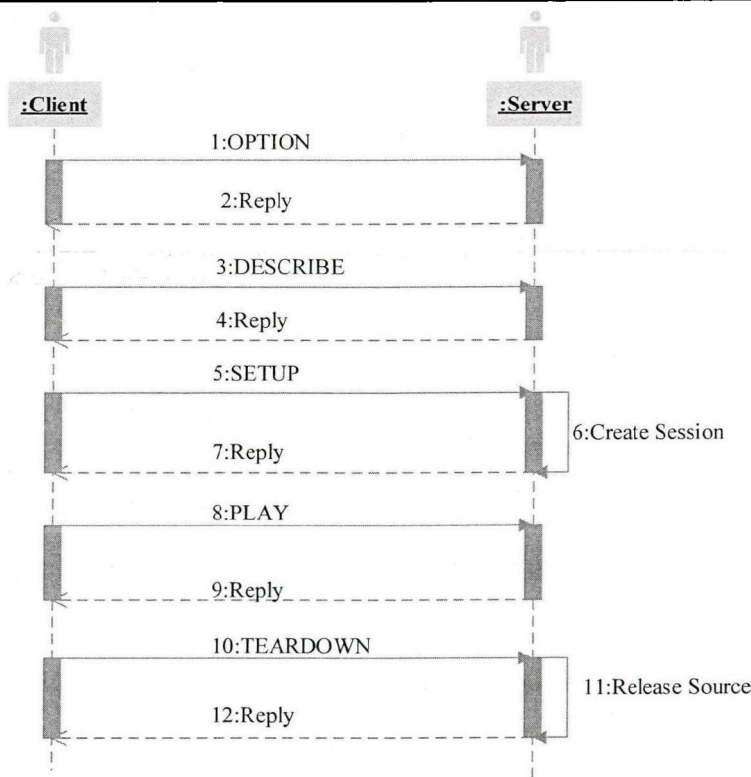 :Client
:Server
1:OPTION
2:Reply
3:DESCRIBE
4:Reply
5:SETUP
6:Create Session
7:Reply
8:PLAY
9:Reply
10:TEARDOWN
11:Release Source
12:Reply